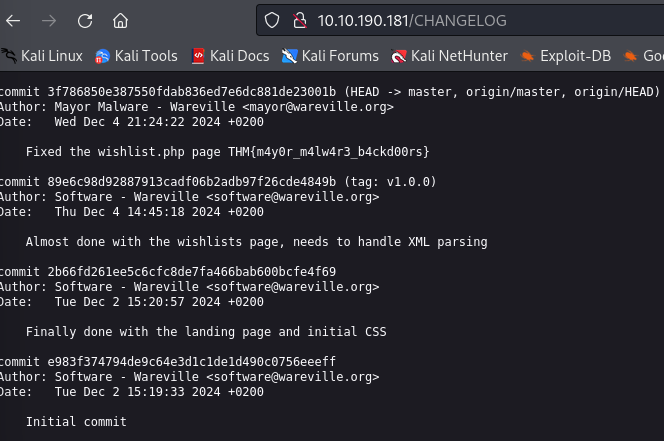 10.10.190.181/CHANGELOG
Kali Linux Kali Tools Kali Docs Kali Forums Kali NetHunter Exploit-DB Goo
commit 3f786850e387550fdab836ed7e6dc881de23001b (HEAD -> master, origin/master, origin/HEAD)
Author: Mayor Malware - Wareville <mayor@wareville.org>
Date: Wed Dec 4 21:24:22 2024 +0200
Fixed the wishlist.php page THM{m4y0r_m4lw4r3_b4ckd00rs}
commit 89e6c98d92887913cadf06b2adb97f26cde4849b (tag: v1.0.0)
Author: Software - Wareville <software@wareville.org>
Date: Thu Dec 4 14:45:18 2024 +0200
Almost done with the wishlists page, needs to handle XML parsing
commit 2b66fd261ee5c6cfc8de7fa466bab600bcfe4f69
Author: Software - Wareville <software@wareville.org>
Date: Tue Dec 2 15:20:57 2024 +0200
Finally done with the landing page and initial CSS
commit e983f374794de9c64e3d1c1de1d490c0756eeeff
Author: Software - Wareville <software@wareville.org>
Date: Tue Dec 2 15:19:33 2024 +0200
Initial commit